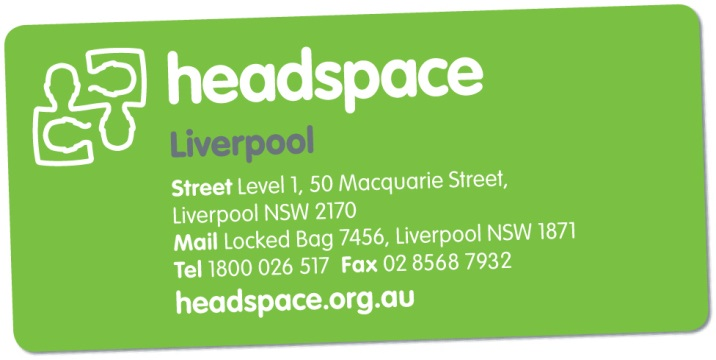 headspace
Liverpool
Street Level 1, 50 Macquarie Street,
Liverpool NSW 2170
Mail Locked Bag 7456, Liverpool NSW 1871
Tel 1800 026 517 Fax 02 8568 7932
headspace.org.au